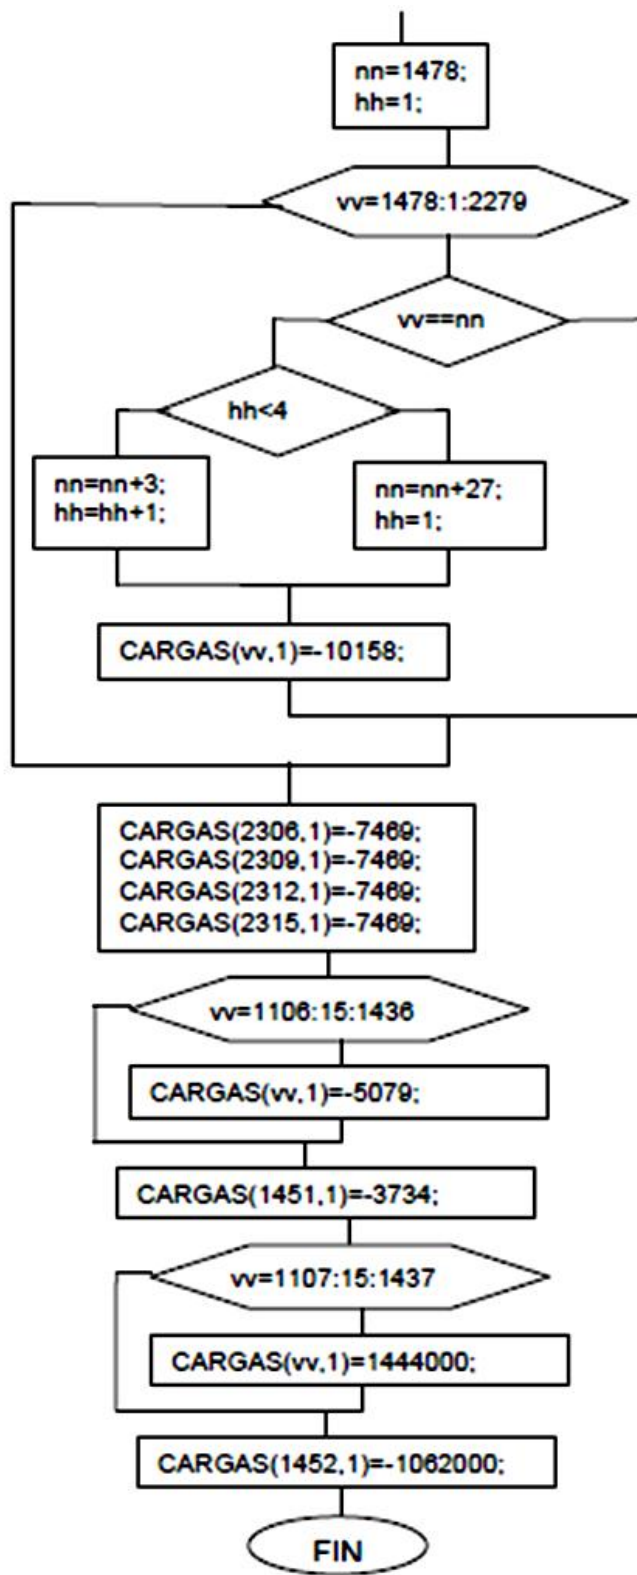 nn=1478;
hh=1;
vv=1478:1:2279
vv==nn
hh<4
nn=nn+3;
hh=hh+1;
nn=nn+27;
hh=1;
CARGAS(vv,1)=-10158;
CARGAS(2306,1)=-7469;
CARGAS(2309,1)=-7469;
CARGAS(2312,1)=-7469;
CARGAS(2315,1)=-7469;
vv=1106:15:1436
CARGAS(vv,1)=-5079;
CARGAS(1451,1)=-3734;
vv=1107:15:1437
CARGAS(vv,1)=1444000;
CARGAS(1452,1)=-1062000;
FIN